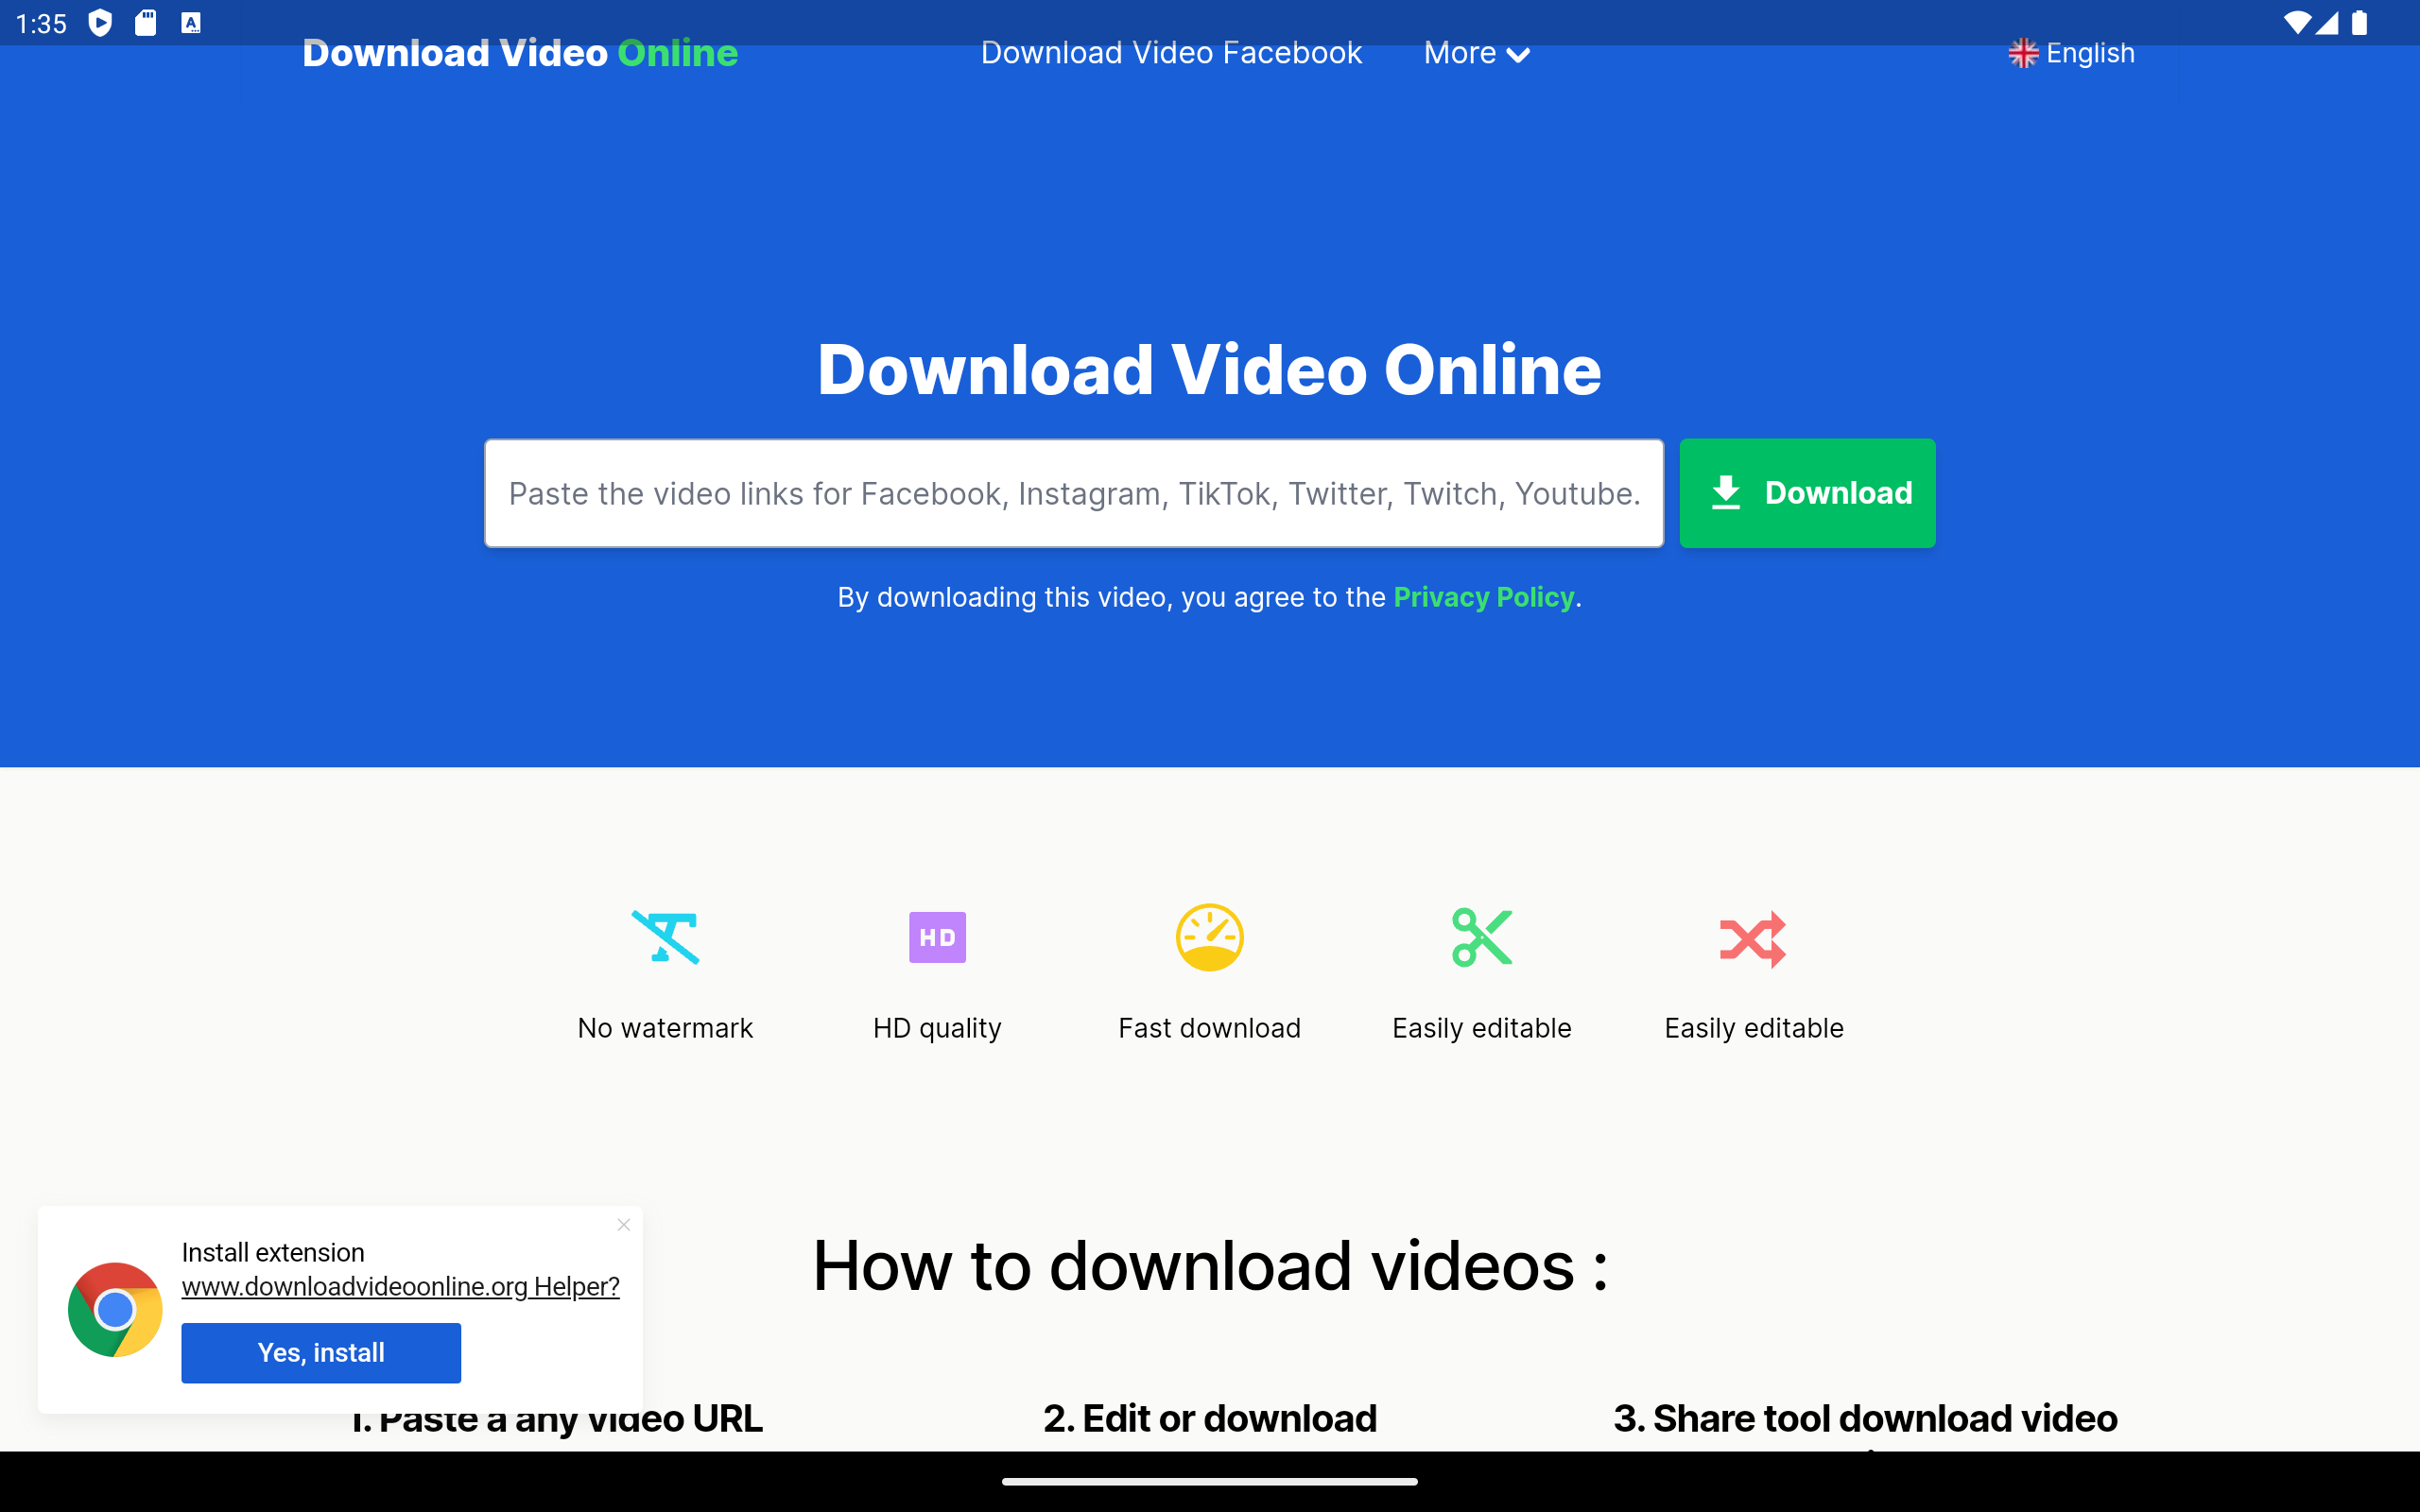 1:35
Download Video Online
Download Video Facebook
More
English
Download Video Online
Paste the video links for Facebook, Instagram, TikTok, Twitter, Twitch, Youtube.
Download
By downloading this video, you agree to the Privacy Policy.
HD
No watermark
HD quality
Fast download
Easily editable
Easily editable
How to download videos :
Install extension
www.downloadvideoonline.org Helper?
Yes, install
1. Paste a any video URL
2. Edit or download
3. Share tool download video